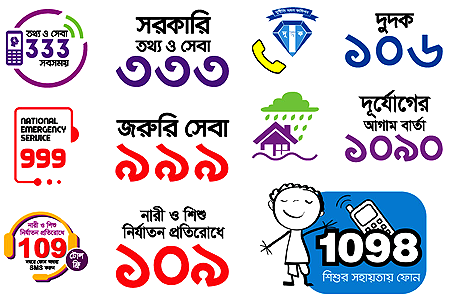 তথ্য ও সেবা
333
সবসময়
সরকারি
তথ্য ও সেবা
৩৩৩
দুদক
১০৬
NATIONAL
EMERGENCY
SERVICE
999
জরুরি সেবা
৯৯৯
দুর্যোগের
আগাম বার্তা
১০৯০
নারী ও শিশু
নির্যাতন প্রতিরোধে
109
টোল
ফ্রি
নারী ও শিশু
নির্যাতন প্রতিরোধে
১০৯
1098
শিশুর সহায়তায় ফোন